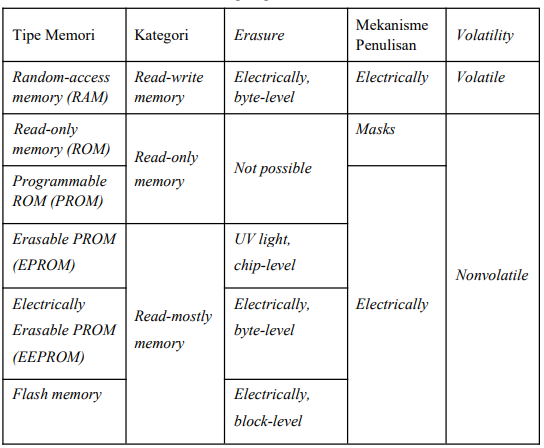 Tipe Memori
Kategori
Erasure
Mekanisme
Penulisan
Volatility
Random-access
memory (RAM)
Read-write
memory
Electrically,
byte-level
Electrically
Volatile
Read-only
memory (ROM)
Read-only
memory
Not possible
Masks
Nonvolatile
Programmable
ROM (PROM)
Electrically
Erasable PROM
(EPROM)
Read-mostly
memory
UV light,
chip-level
Electrically
Erasable PROM
(EEPROM)
Electrically,
byte-level
Flash memory
Electrically,
block-level